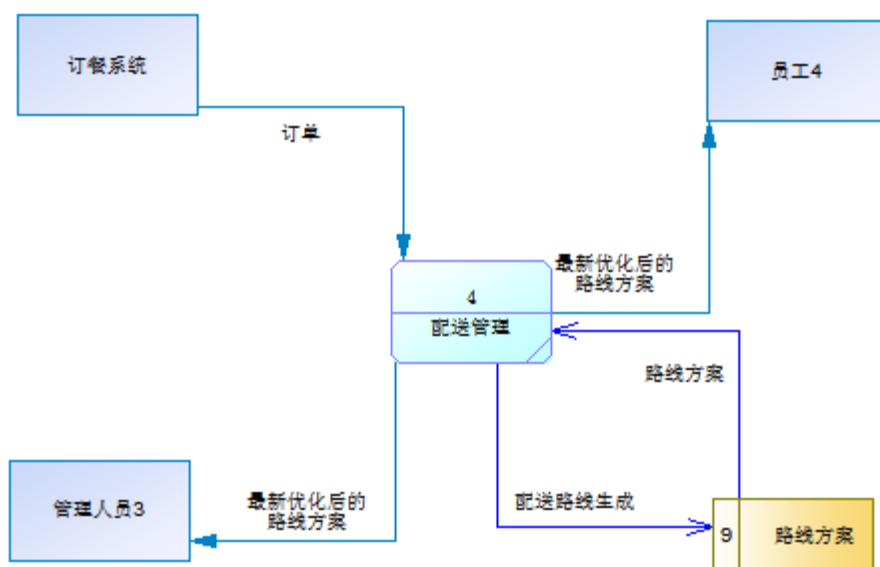 订餐系统
员工4
订单
最新优化后的
路线方案
4
配送管理
路线方案
管理人员3
最新优化后的
路线方案
配送路线生成
9
路线方案